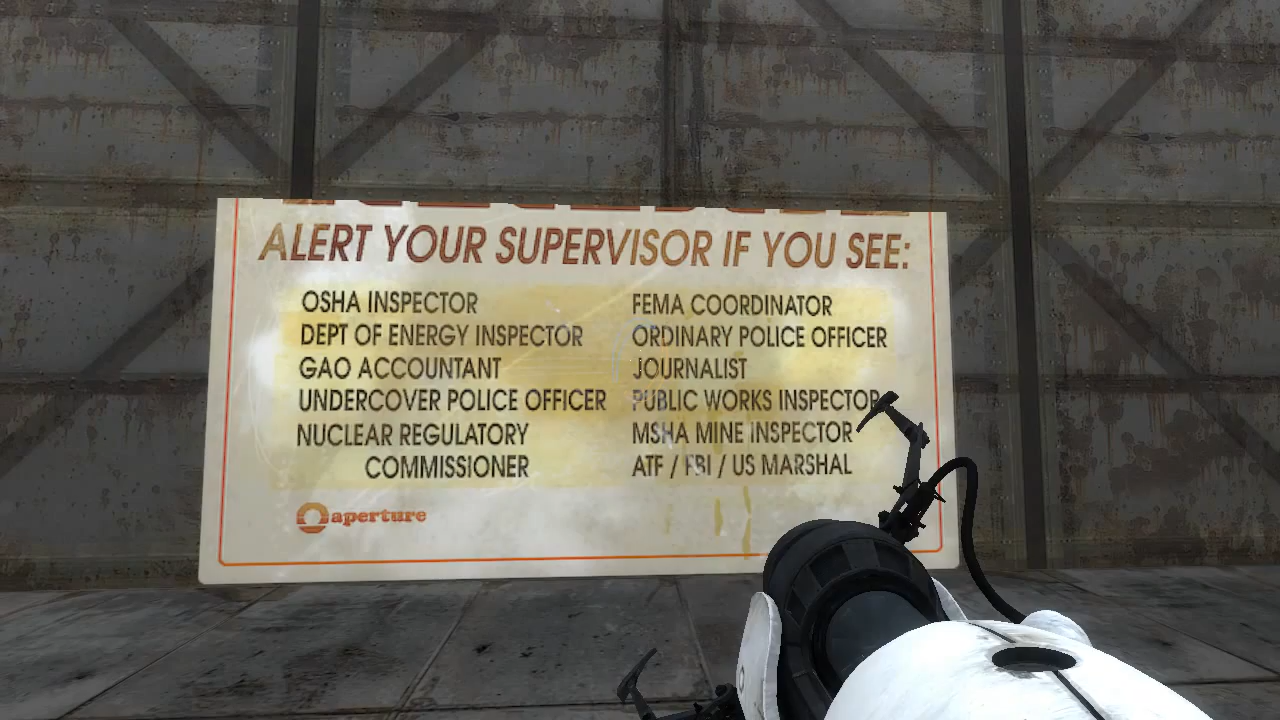 ALERT YOUR SUPERVISOR IF YOU SEE:
OSHA INSPECTOR
DEPT OF ENERGY INSPECTOR
GAO ACCOUNTANT
UNDERCOVER POLICE OFFICER
NUCLEAR REGULATORY
COMMISSIONER
FEMA COORDINATOR
ORDINARY POLICE OFFICER
JOURNALIST
PUBLIC WORKS INSPECTOR
MSHA MINE INSPECTOR
ATF / FBI / US MARSHAL
aperture